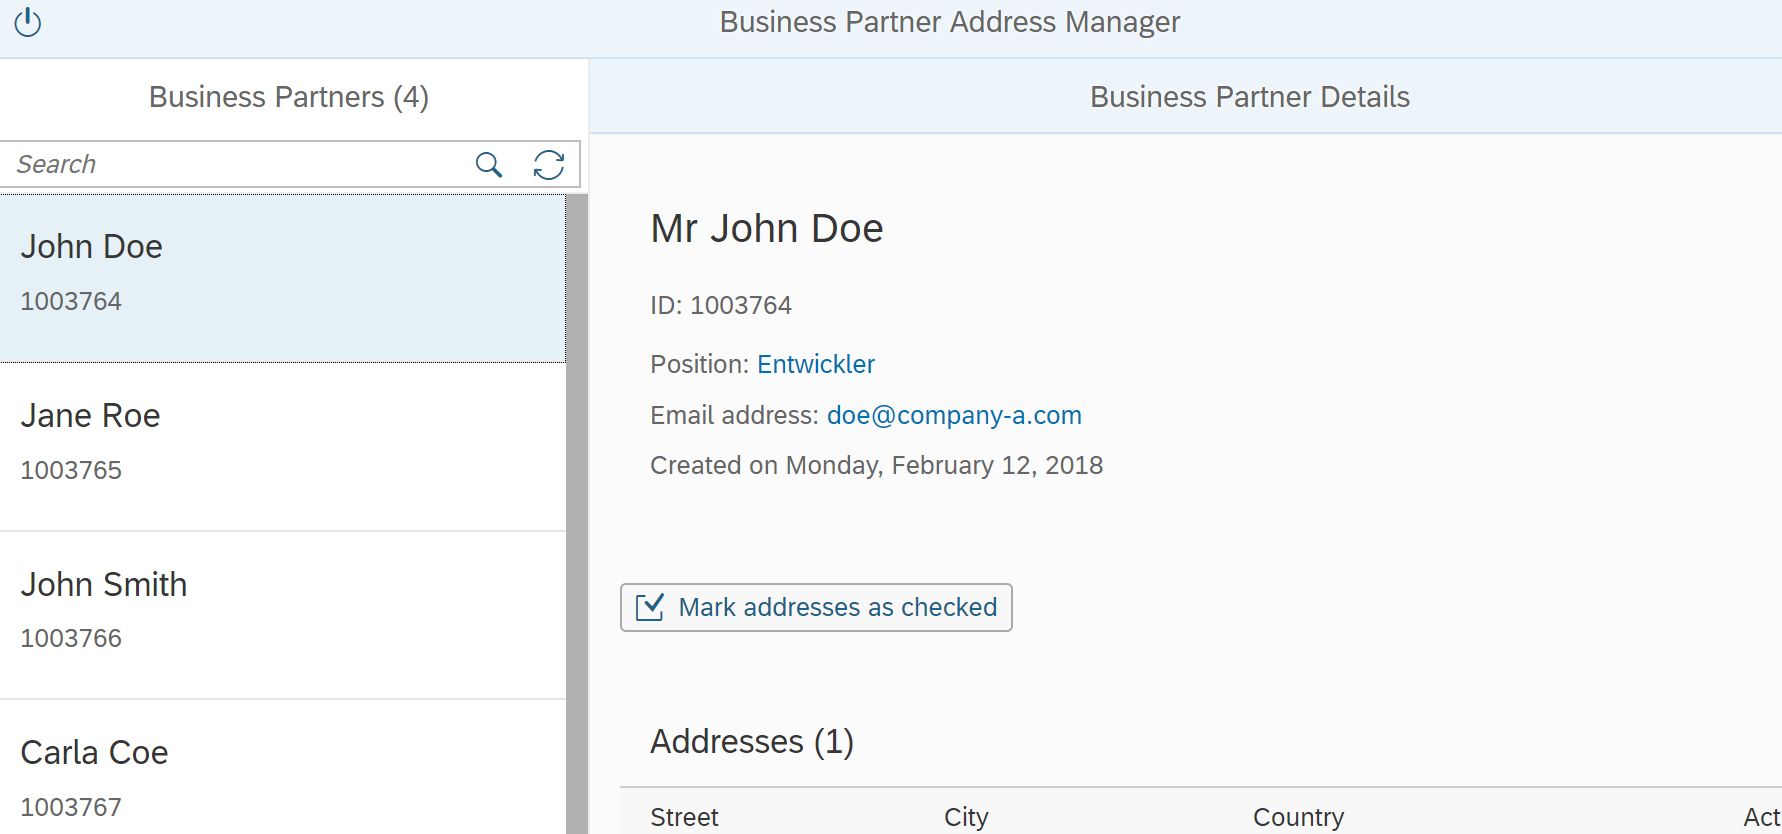 Business Partner Address Manager
Business Partners (4)
Search
John Doe
1003764
Jane Roe
1003765
John Smith
1003766
Carla Coe
1003767
Business Partner Details
Mr John Doe
ID: 1003764
Position: Entwickler
Email address: doe@company-a.com
Created on Monday, February 12, 2018
Mark addresses as checked
Addresses (1)
Street City Country Act